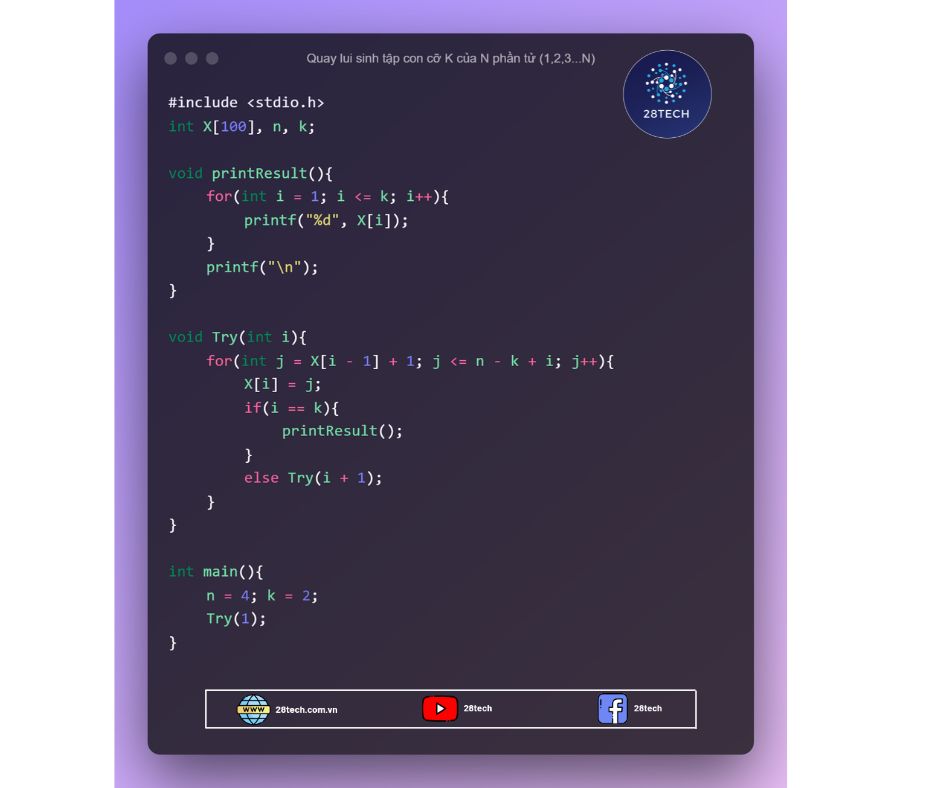 Quay lui sinh tập con cỡ K của N phần tử (1,2,3...N)
28TECH
#include <stdio.h>
int X[100], n, k;
void printResult(){
for(int i = 1; i <= k; i++){
printf("%d", X[i]);
}
printf("\n");
}
void Try(int i){
for(int j = X[i - 1] + 1; j <= n - k + i; j++){
X[i] = j;
if(i == k){
printResult();
}
else Try(i + 1);
}
}
int main(){
n = 4; k = 2;
Try(1);
}
WWW 28tech.com.vn 28tech 28tech